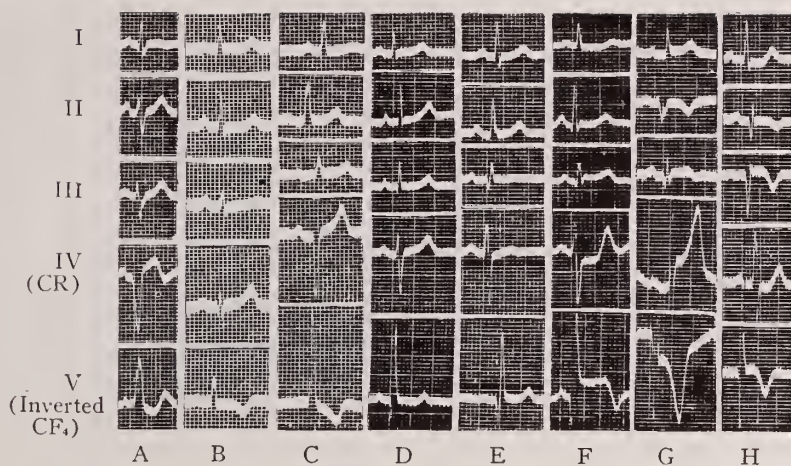 I
II
III
IV
(CR)
V
(Inverted
CF₄)
A B C D E F G H